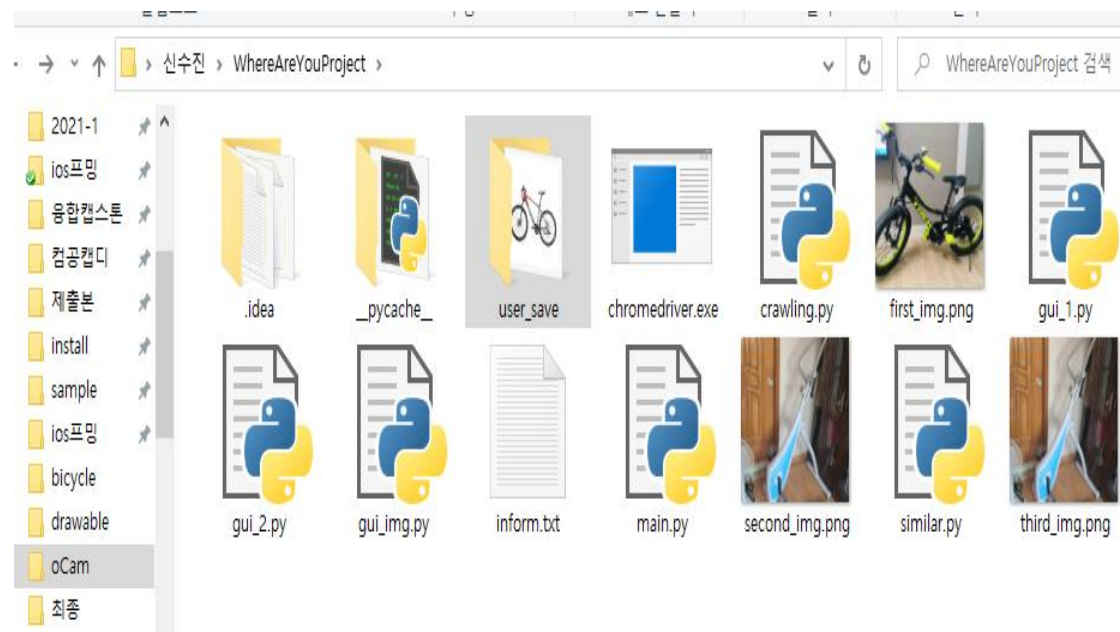 신수진 > WhereAreYouProject >
WhereAreYouProject 검색
2021-1
ios프밍
융합캡스톤
컴공캡디
제출본
install
sample
ios프밍
bicycle
drawable
oCam
최종
.idea
__pycache__
user_save
chromedriver.exe
crawling.py
first_img.png
gui_1.py
gui_2.py
gui_img.py
inform.txt
main.py
second_img.png
similar.py
third_img.png